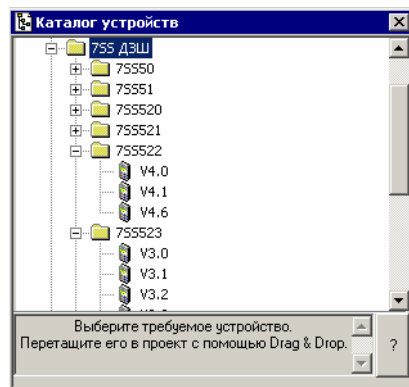 Каталог устройств
7SS ДЗШ
7SS50
7SS51
7SS520
7SS521
7SS522
V4.0
V4.1
V4.6
7SS523
V3.0
V3.1
V3.2
Выберите требуемое устройство.
Перетащите его в проект с помощью Drag & Drop.
?